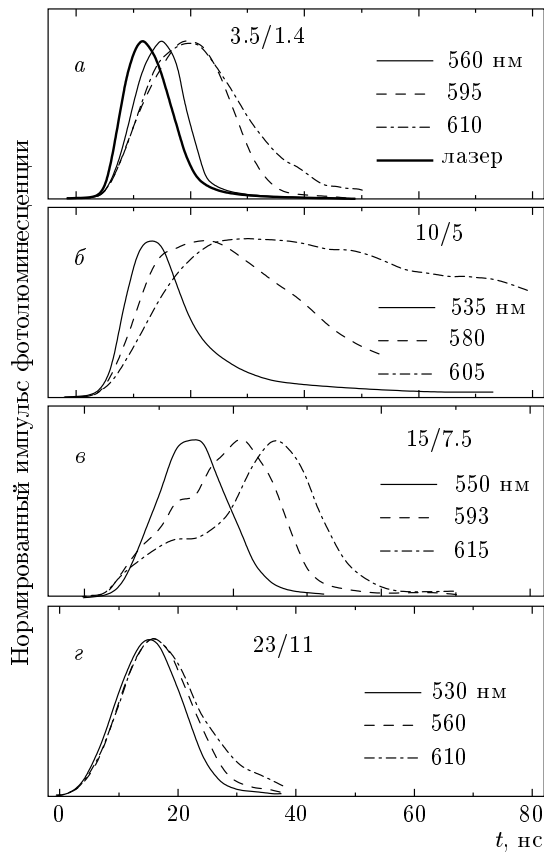 Нормированный импульс фотолюминесценции
а
3.5/1.4
560 нм
595
610
лазер
б
10/5
535 нм
580
605
в
15/7.5
550 нм
593
615
г
23/11
530 нм
560
610
0 20 40 60 80
t, нс